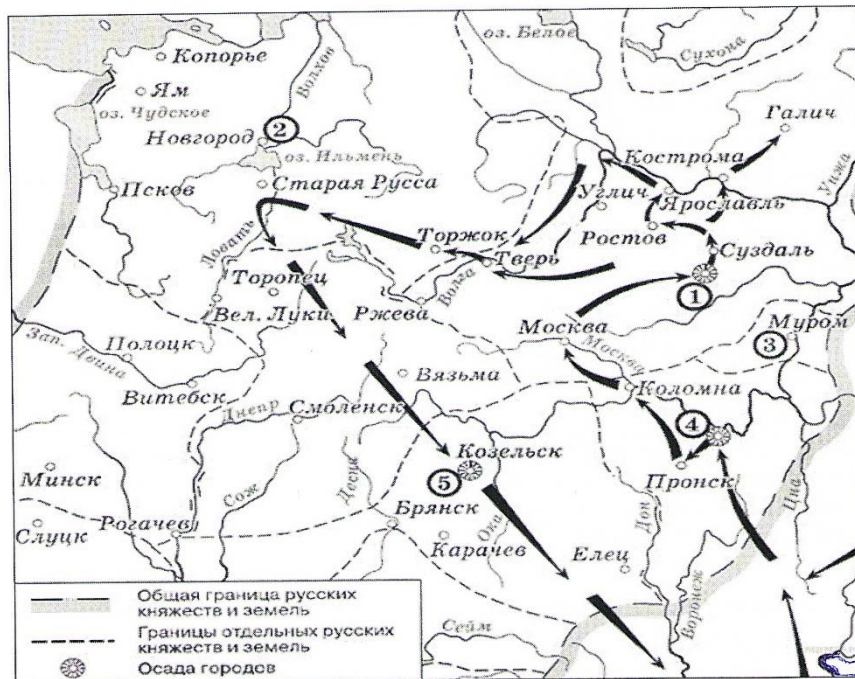 оз. Белое
Сухона
Копорье
Волхов
Ям
оз. Чудское
Галич
Новгород
2
оз. Ильмень
Кострома
Унжа
Псков
Старая Русса
Углич
Ярославль
Ловать
Торжок
Ростов
Суздаль
Тверь
Торопец
Волга
1
Вел. Луки
Ржева
Москва
Муром
Зап. Двина
Полоцк
Москва
3
Вязьма
Витебск
Коломна
Днепр
Смоленск
4
Козельск
Минск
5
Десна
Пронск
Цна
Сож
Дон
Слуцк
Рогачев
Брянск
Ока
Карачев
Елец
Воронеж
Общая граница русских
княжеств и земель
Границы отдельных русских
княжеств и земель
Сейм
Осада городов